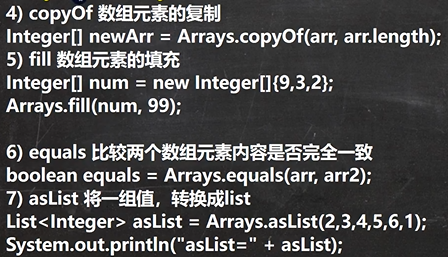 4) copyOf 数组元素的复制
Integer[] newArr = Arrays.copyOf(arr, arr.length);
5) fill 数组元素的填充
Integer[] num = new Integer[]{9,3,2};
Arrays.fill(num, 99);
6) equals 比较两个数组元素内容是否完全一致
boolean equals = Arrays.equals(arr, arr2);
7) asList 将一组值，转换成list
List<Integer> asList = Arrays.asList(2,3,4,5,6,1);
System.out.println("asList=" + asList);